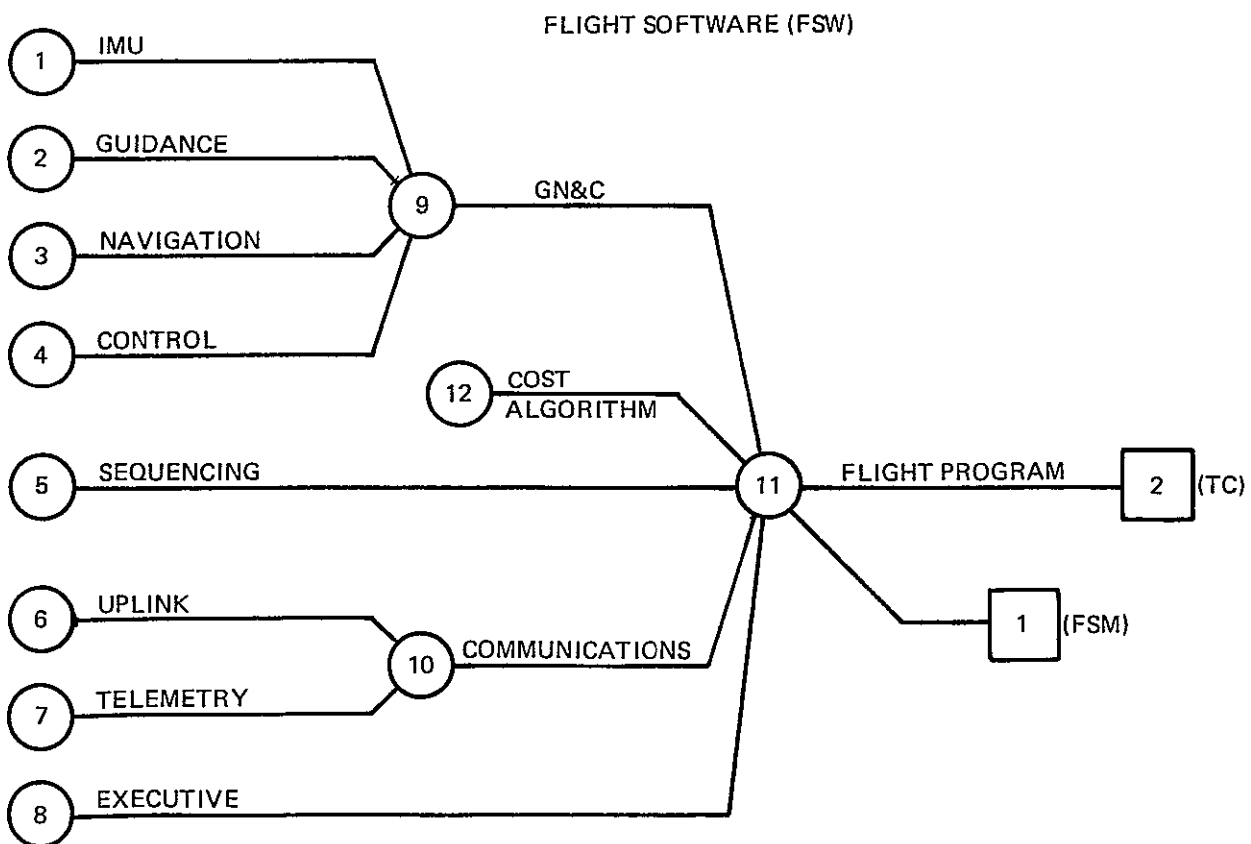 FLIGHT SOFTWARE (FSW)
1 IMU
2 GUIDANCE
9 GN&C
3 NAVIGATION
4 CONTROL
12 COST
ALGORITHM
5 SEQUENCING
11 FLIGHT PROGRAM 2 (TC)
6 UPLINK
1 (FSM)
10 COMMUNICATIONS
7 TELEMETRY
8 EXECUTIVE